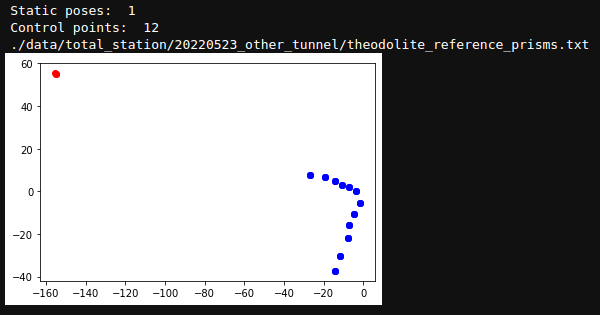 Static poses:  1
Control points:  12
./data/total_station/20220523_other_tunnel/theodolite_reference_prisms.txt
60
40
20
0
−20
−40
−160 −140 −120 −100 −80 −60 −40 −20 0